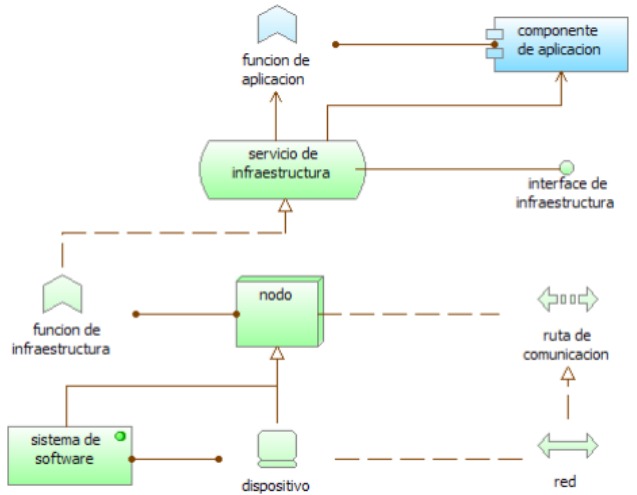 componente
de aplicacion
funcion de
aplicacion
servicio de
infraestructura
interface de
infraestructura
nodo
funcion de
infraestructura
ruta de
comunicacion
sistema de
software
dispositivo
red